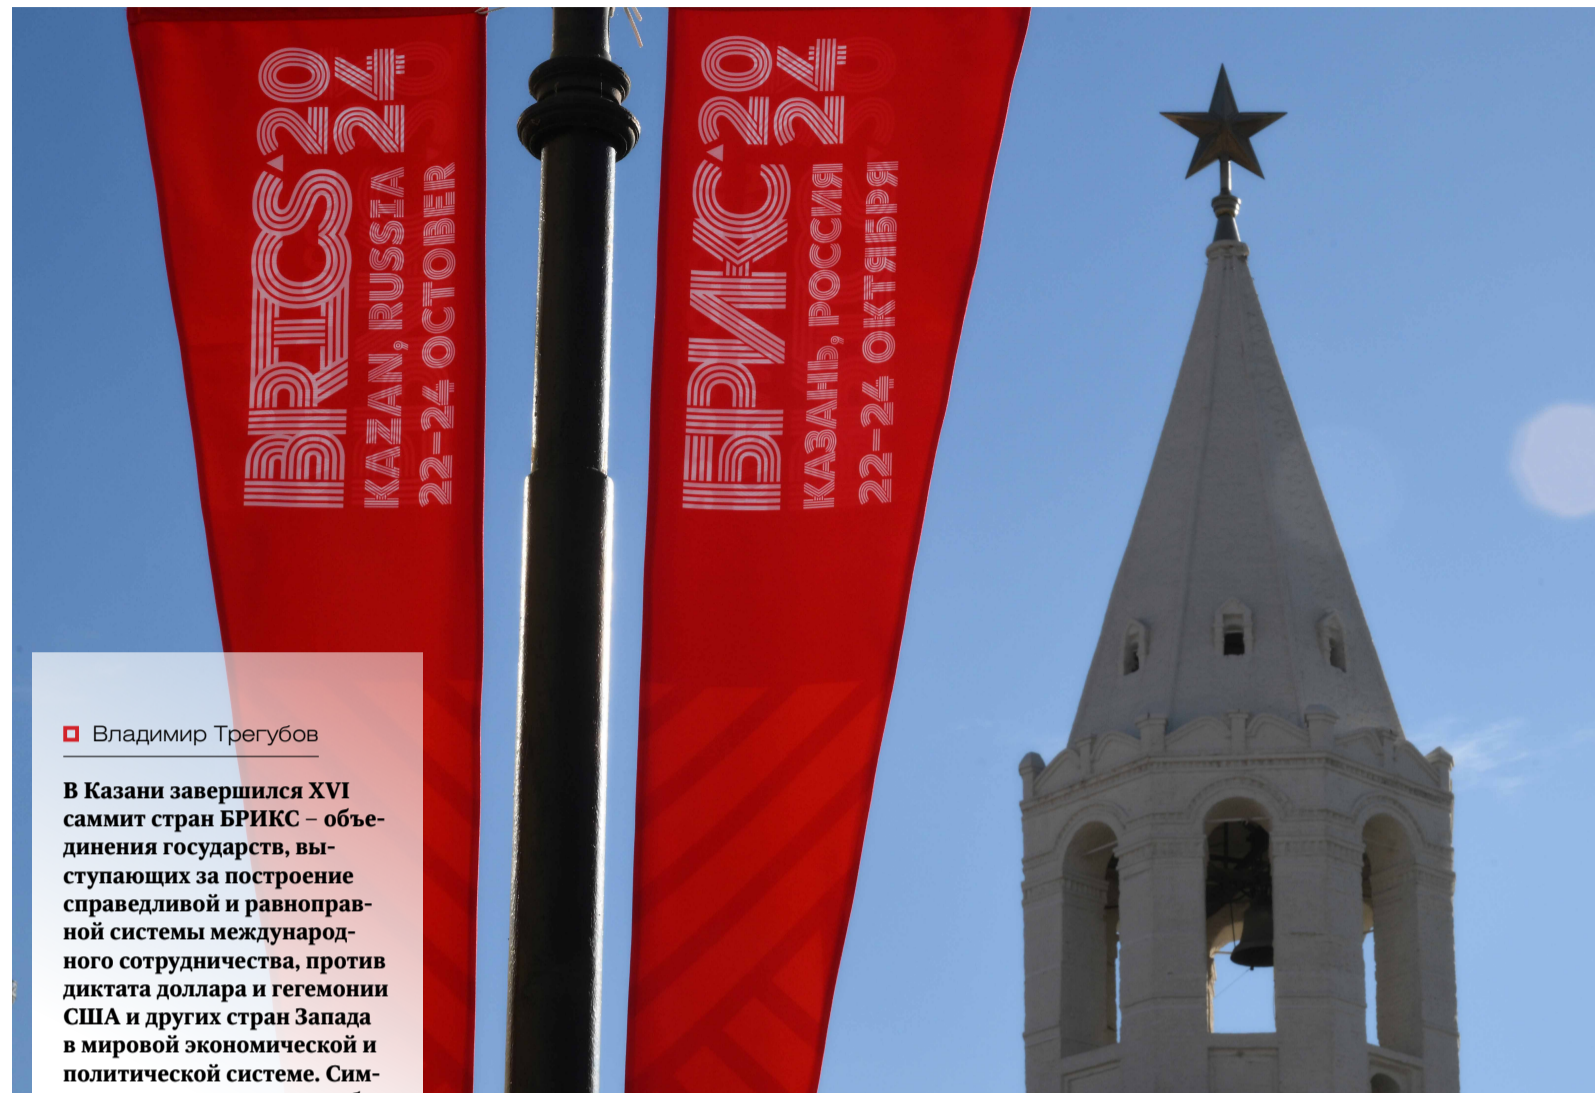 BRICS 2024
KAZAN, RUSSIA
22–24 OCTOBER
БРИКС 2024
КАЗАНЬ, РОССИЯ
22–24 ОКТЯБРЯ
Владимир Трегубов
В Казани завершился XVI
саммит стран БРИКС – объе-
динения государств, вы-
ступающих за построение
справедливой и равноправ-
ной системы международ-
ного сотрудничества, против
диктата доллара и гегемонии
США и других стран Запада
в мировой экономической и
политической системе. Сим-